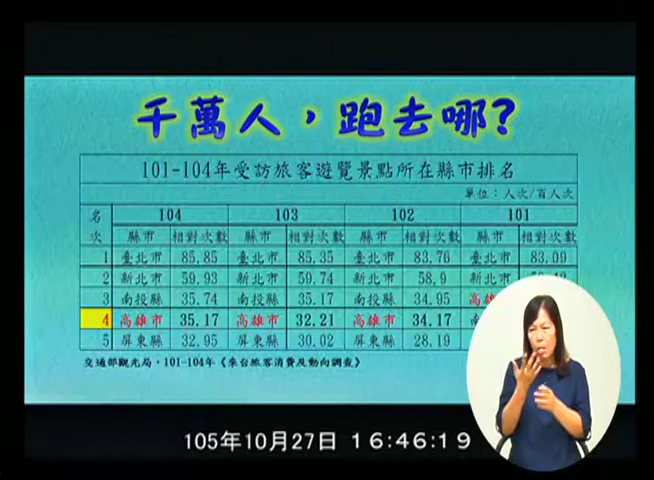 千萬人，跑去哪?
101-104年受訪旅客遊覽景點所在縣市排名
單位：人次/百人次
名次 104 103 102 101
縣市 相對次數 縣市 相對次數 縣市 相對次數 縣市 相對次數
1 臺北市 85.85 臺北市 85.35 臺北市 83.76 臺北市 83.09
2 新北市 59.93 新北市 59.74 新北市 58.9 新北市
3 南投縣 35.74 南投縣 35.17 南投縣 34.95 高雄
4 高雄市 35.17 高雄市 32.21 高雄市 34.17
5 屏東縣 32.95 屏東縣 30.02 屏東縣 28.19
交通部觀光局，101-104年《來台旅客消費及動向調查》
105年10月27日 16:46:19